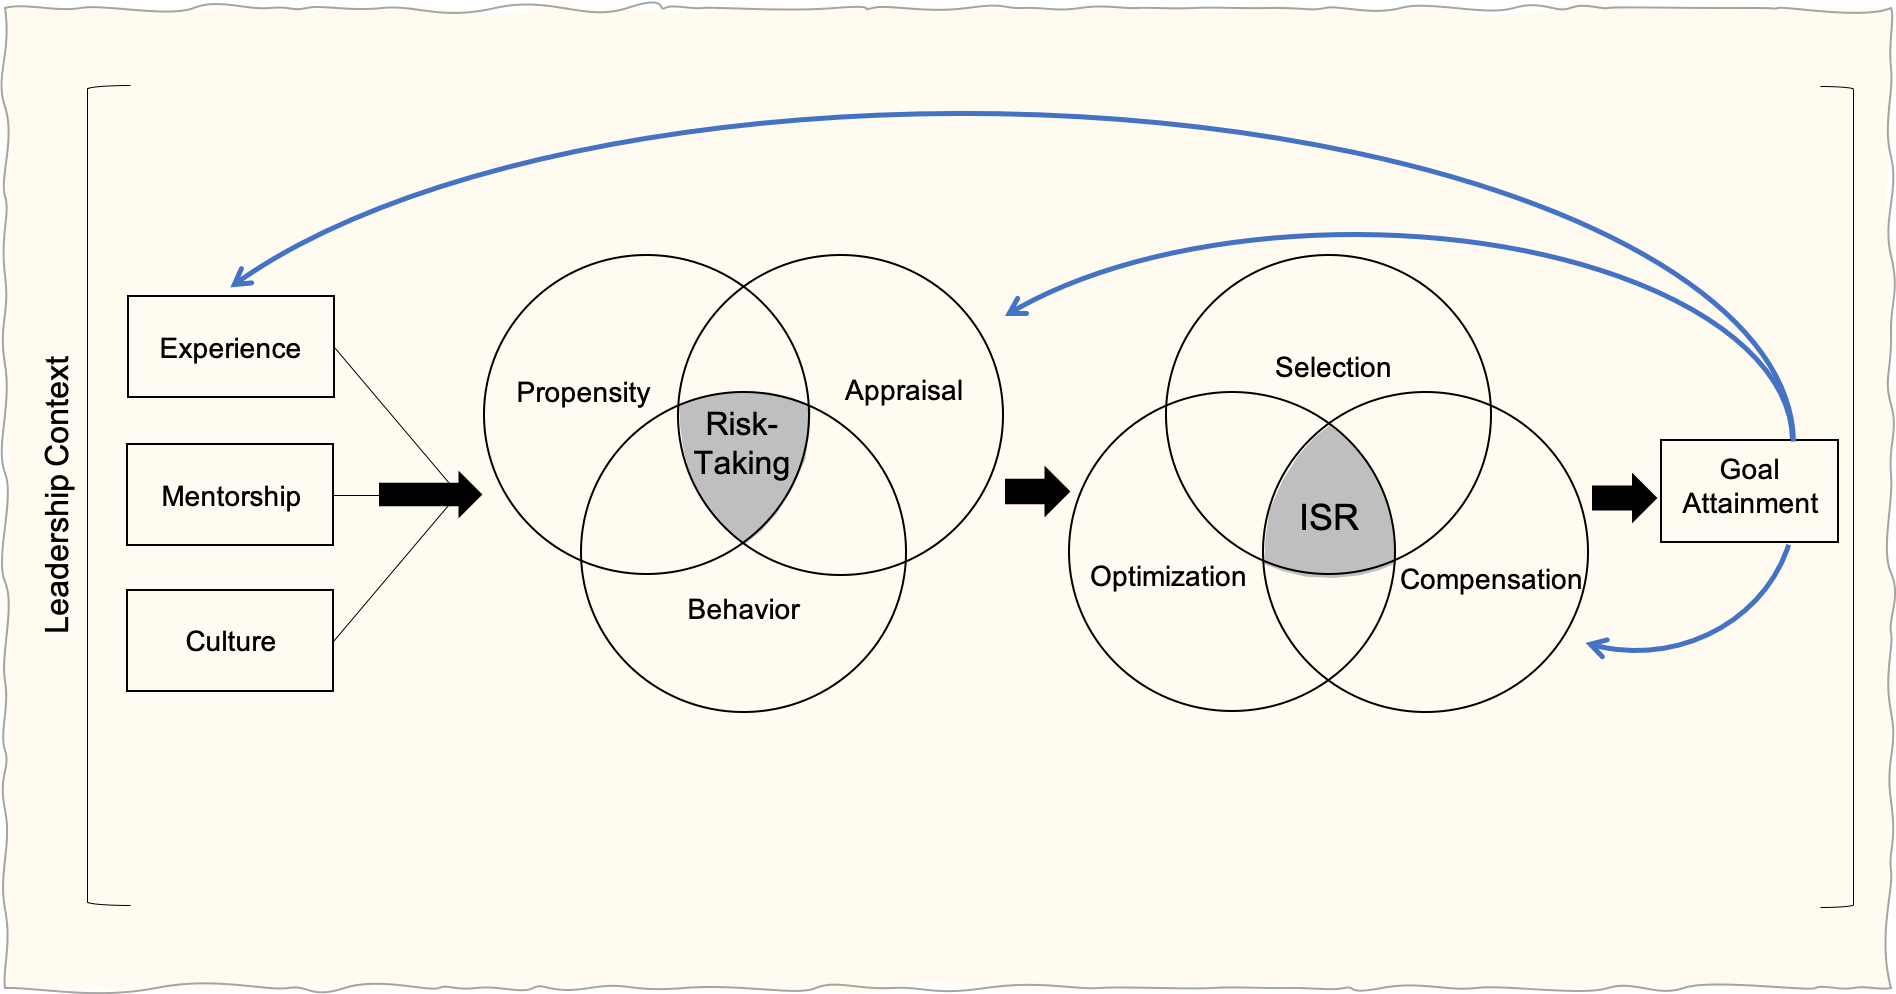 Leadership Context
Experience
Mentorship
Culture
Propensity
Appraisal
Risk-
Taking
Behavior
Selection
Optimization
ISR
Compensation
Goal
Attainment